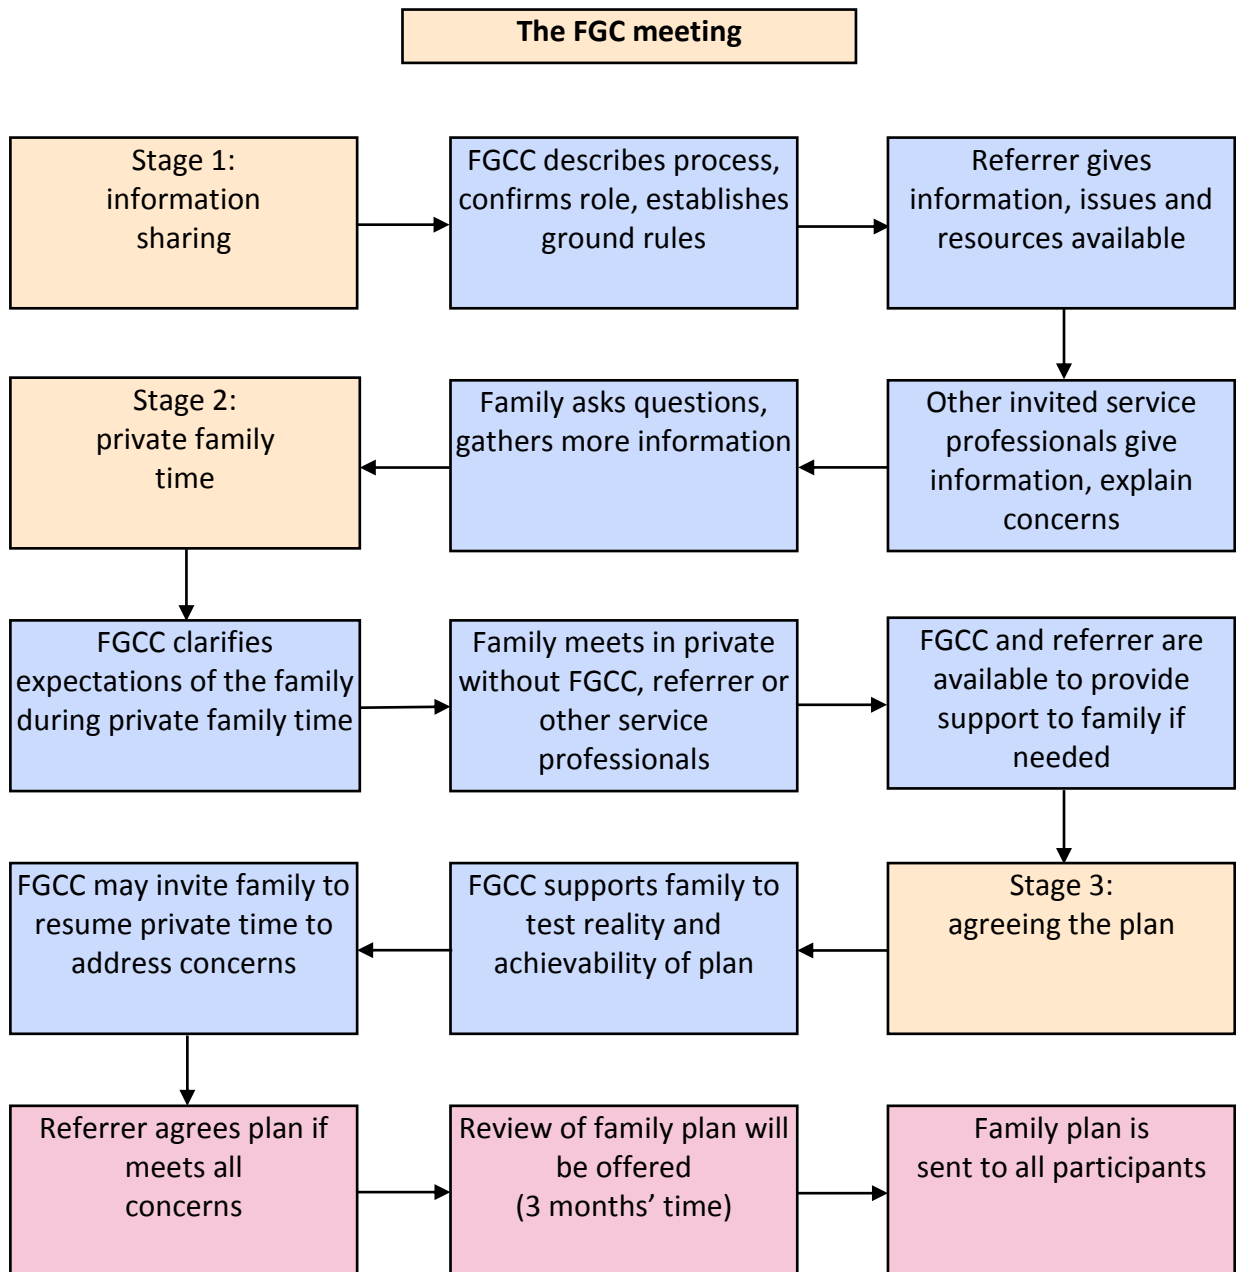 The FGC meeting
Stage 1:
information
sharing
FGCC describes process,
confirms role, establishes
ground rules
Referrer gives
information, issues and
resources available
Other invited service
professionals give
information, explain
concerns
Family asks questions,
gathers more information
Stage 2:
private family
time
FGCC clarifies
expectations of the family
during private family time
Family meets in private
without FGCC, referrer or
other service
professionals
FGCC and referrer are
available to provide
support to family if
needed
Stage 3:
agreeing the plan
FGCC supports family to
test reality and
achievability of plan
FGCC may invite family to
resume private time to
address concerns
Referrer agrees plan if
meets all
concerns
Review of family plan will
be offered
(3 months’ time)
Family plan is
sent to all participants